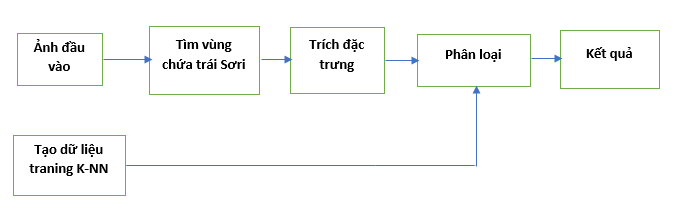 Ảnh đầu
vào
Tìm vùng
chứa trái Sơri
Trích đặc
trưng
Phân loại
Kết quả
Tạo dữ liệu
traning K-NN